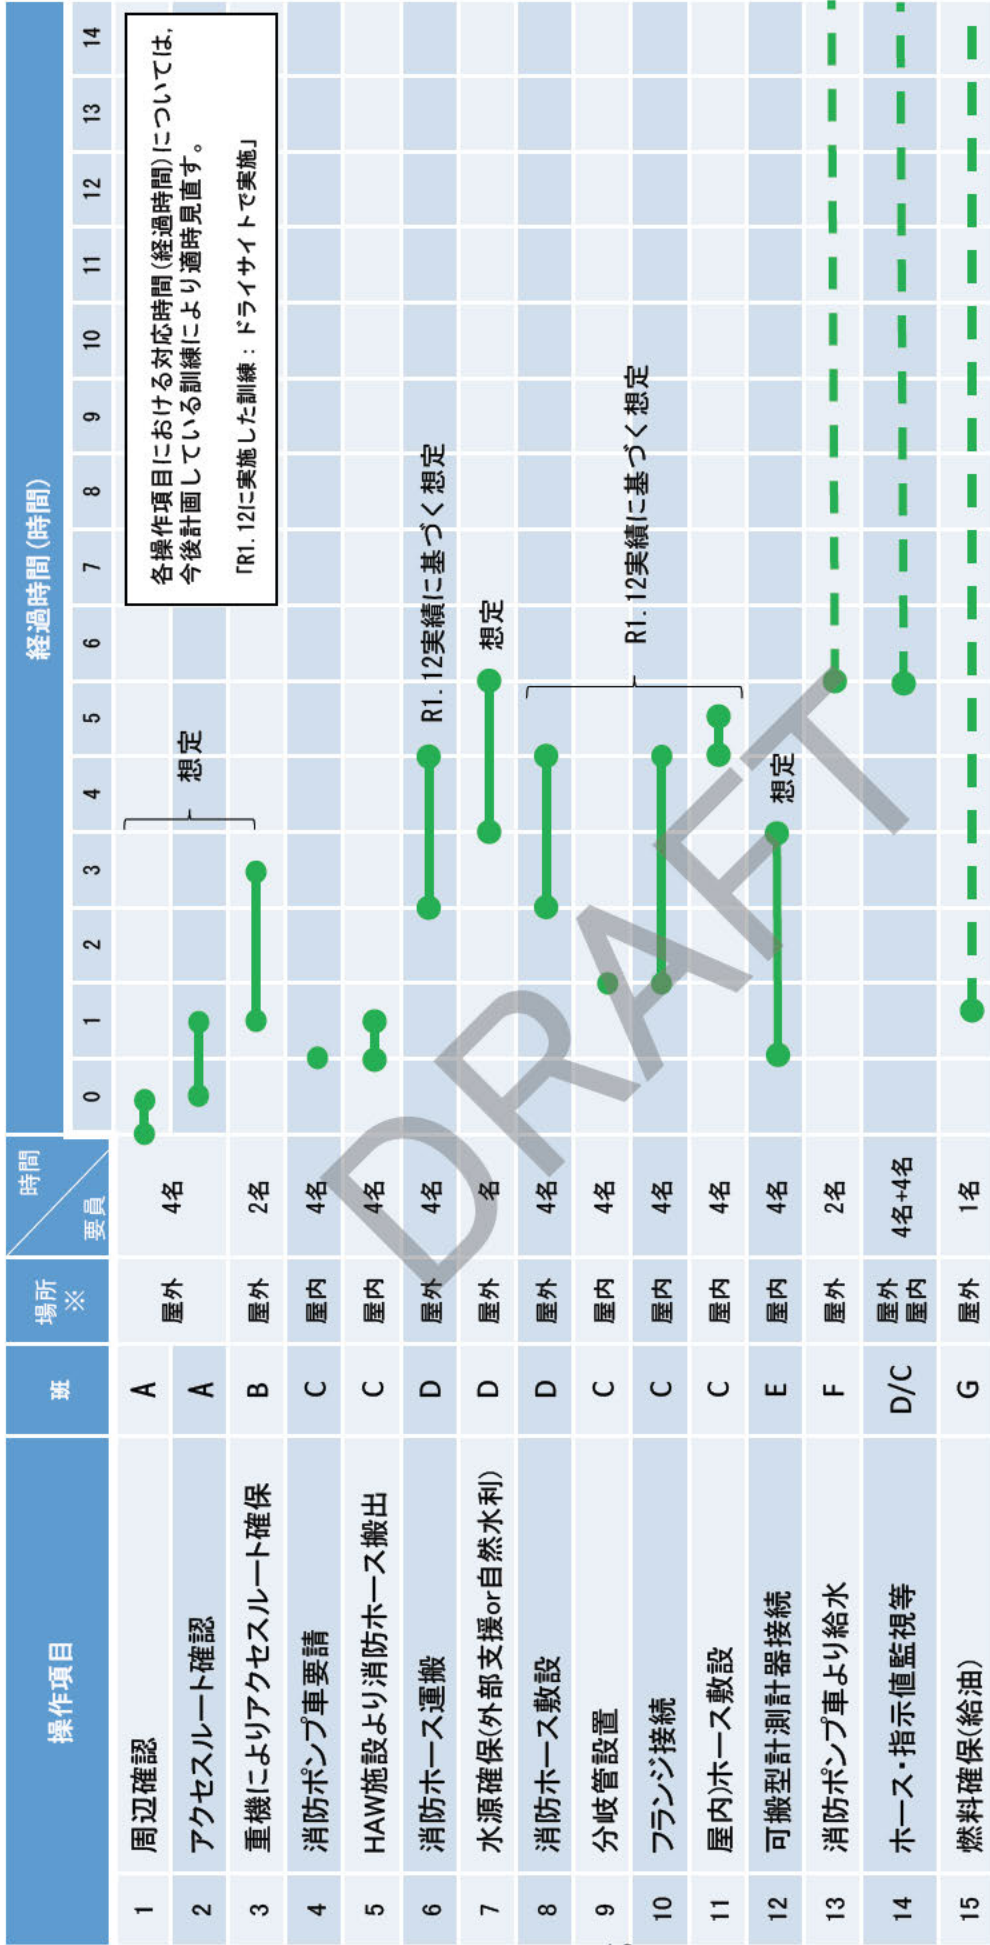 操作項目 班 場所※ 時間 要員 経過時間(時間)
0 1 2 3 4 5 6 7 8 9 10 11 12 13 14
1 周辺確認 A 屋外 4名
2 アクセスルート確認 A
3 重機によりアクセスルート確保 B 屋外 2名
4 消防ポンプ車要請 C 屋内 4名
5 HAW施設より消防ホース搬出 C 屋内 4名
6 消防ホース運搬 D 屋外 4名
7 水源確保(外部支援or自然水利) D 屋外 名
8 消防ホース敷設 D 屋外 4名
9 分岐管設置 C 屋内 4名
10 フランジ接続 C 屋内 4名
11 屋内)ホース敷設 C 屋内 4名
12 可搬型計測計器接続 E 屋内 4名
13 消防ポンプ車より給水 F 屋外 2名
14 ホース・指示値監視等 D/C 屋外 屋内 4名+4名
15 燃料確保(給油) G 屋外 1名
想定
R1.12実績に基づく想定
想定
R1.12実績に基づく想定
想定
各操作項目における対応時間(経過時間)については,
今後計画している訓練により適時見直す。
「R1.12に実施した訓練：ドライサイトで実施」
DRAFT